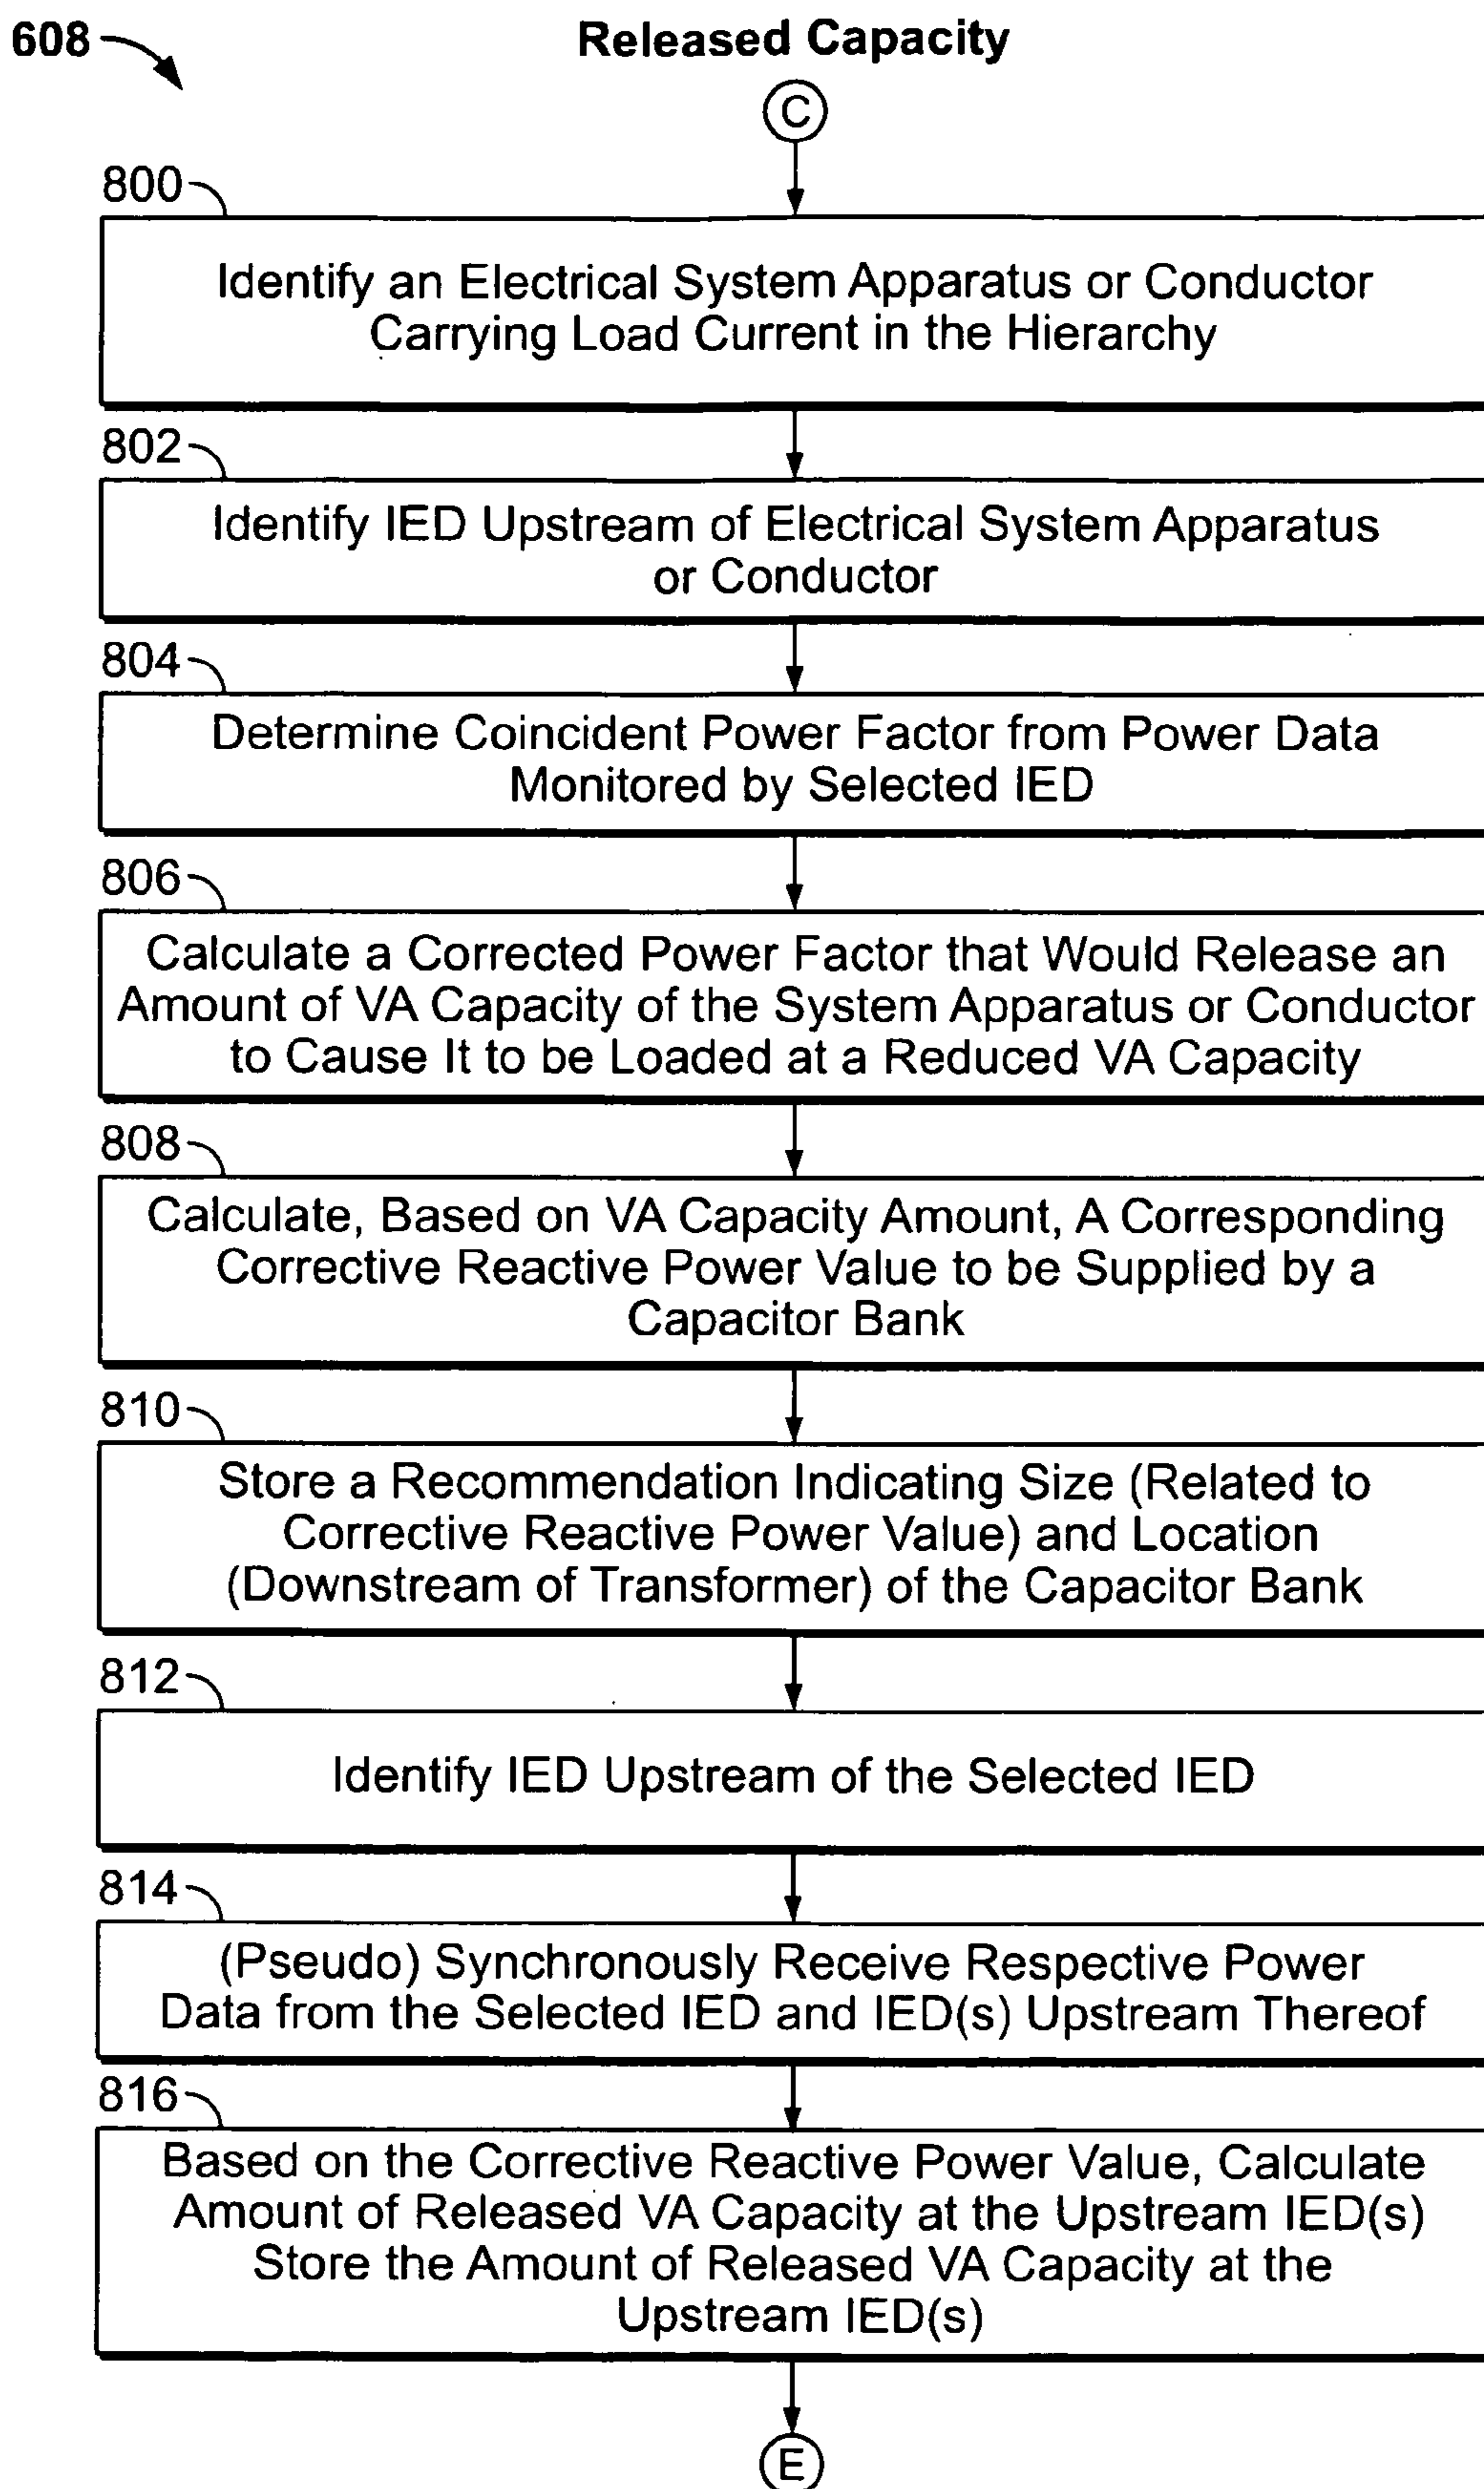 608
Released Capacity
C
800
Identify an Electrical System Apparatus or Conductor
Carrying Load Current in the Hierarchy
802
Identify IED Upstream of Electrical System Apparatus
or Conductor
804
Determine Coincident Power Factor from Power Data
Monitored by Selected IED
806
Calculate a Corrected Power Factor that Would Release an
Amount of VA Capacity of the System Apparatus or Conductor
to Cause It to be Loaded at a Reduced VA Capacity
808
Calculate, Based on VA Capacity Amount, A Corresponding
Corrective Reactive Power Value to be Supplied by a
Capacitor Bank
810
Store a Recommendation Indicating Size (Related to
Corrective Reactive Power Value) and Location
(Downstream of Transformer) of the Capacitor Bank
812
Identify IED Upstream of the Selected IED
814
(Pseudo) Synchronously Receive Respective Power
Data from the Selected IED and IED(s) Upstream Thereof
816
Based on the Corrective Reactive Power Value, Calculate
Amount of Released VA Capacity at the Upstream IED(s)
Store the Amount of Released VA Capacity at the
Upstream IED(s)
E